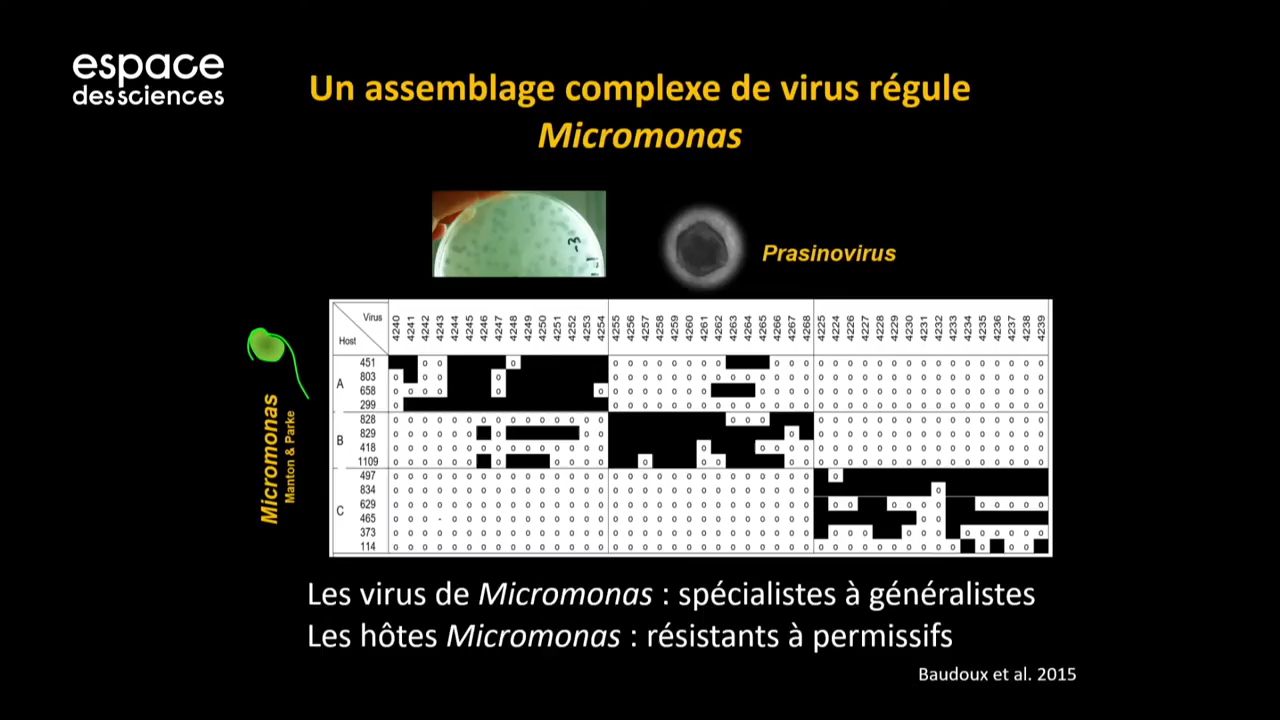 espace
des sciences
Un assemblage complexe de virus régule
Micromonas
-3
Prasinovirus
Virus 4240 4241 4242 4243 4244 4245 4246 4247 4248 4249 4250 4251 4252 4253 4254 4255 4256 4257 4258 4259 4260 4261 4262 4263 4264 4265 4266 4267 4268 4225 4224 4226 4227 4228 4229 4230 4231 4232 4233 4234 4235 4236 4237 4238 4239
Host
A
451 o o o o o o o o o o o o o o o o o o o o o o o o o o o o o o
803 o o o o o o o o o o o o o o o o o o o o o o o o o o o o o o o o o o
658 o o o o o o o o o o o o o o o o o o o o o o o o o o o o o o o o o
299 o o o o o o o o o o o o o o o o o o o o o o o o o o o o o o o
B
828 o o o o o o o o o o o o o o o o o o o o o o o o o o o o o o o o o o
829 o o o o o o o o o o o o o o o o o o o o o o o o o o
418 o o o o o o o o o o o o o o o o o o o o o o o o o o o o o o o o o o o o
1109 o o o o o o o o o o o o o o o o o o o o o o o o o o o o o o o o
C
497 o o o o o o o o o o o o o o o o o o o o o o o o o o o o o o
834 o o o o o o o o o o o o o o o o o o o o o o o o o o o o o o
629 o o o o o o o o o o o o o o o o o o o o o o o o o o o o o o o o o o o o o o o o
465 o o o o o o o o o o o o o o o o o o o o o o o o o o o o o o
373 o o o o o o o o o o o o o o o o o o o o o o o o o o o o o o o o o o o o o o o o o
114 o o o o o o o o o o o o o o o o o o o o o o o o o o o o o o o o o o o o o o o o o o
Micromonas
Manton & Parke
Les virus de Micromonas : spécialistes à généralistes
Les hôtes Micromonas : résistants à permissifs
Baudoux et al. 2015